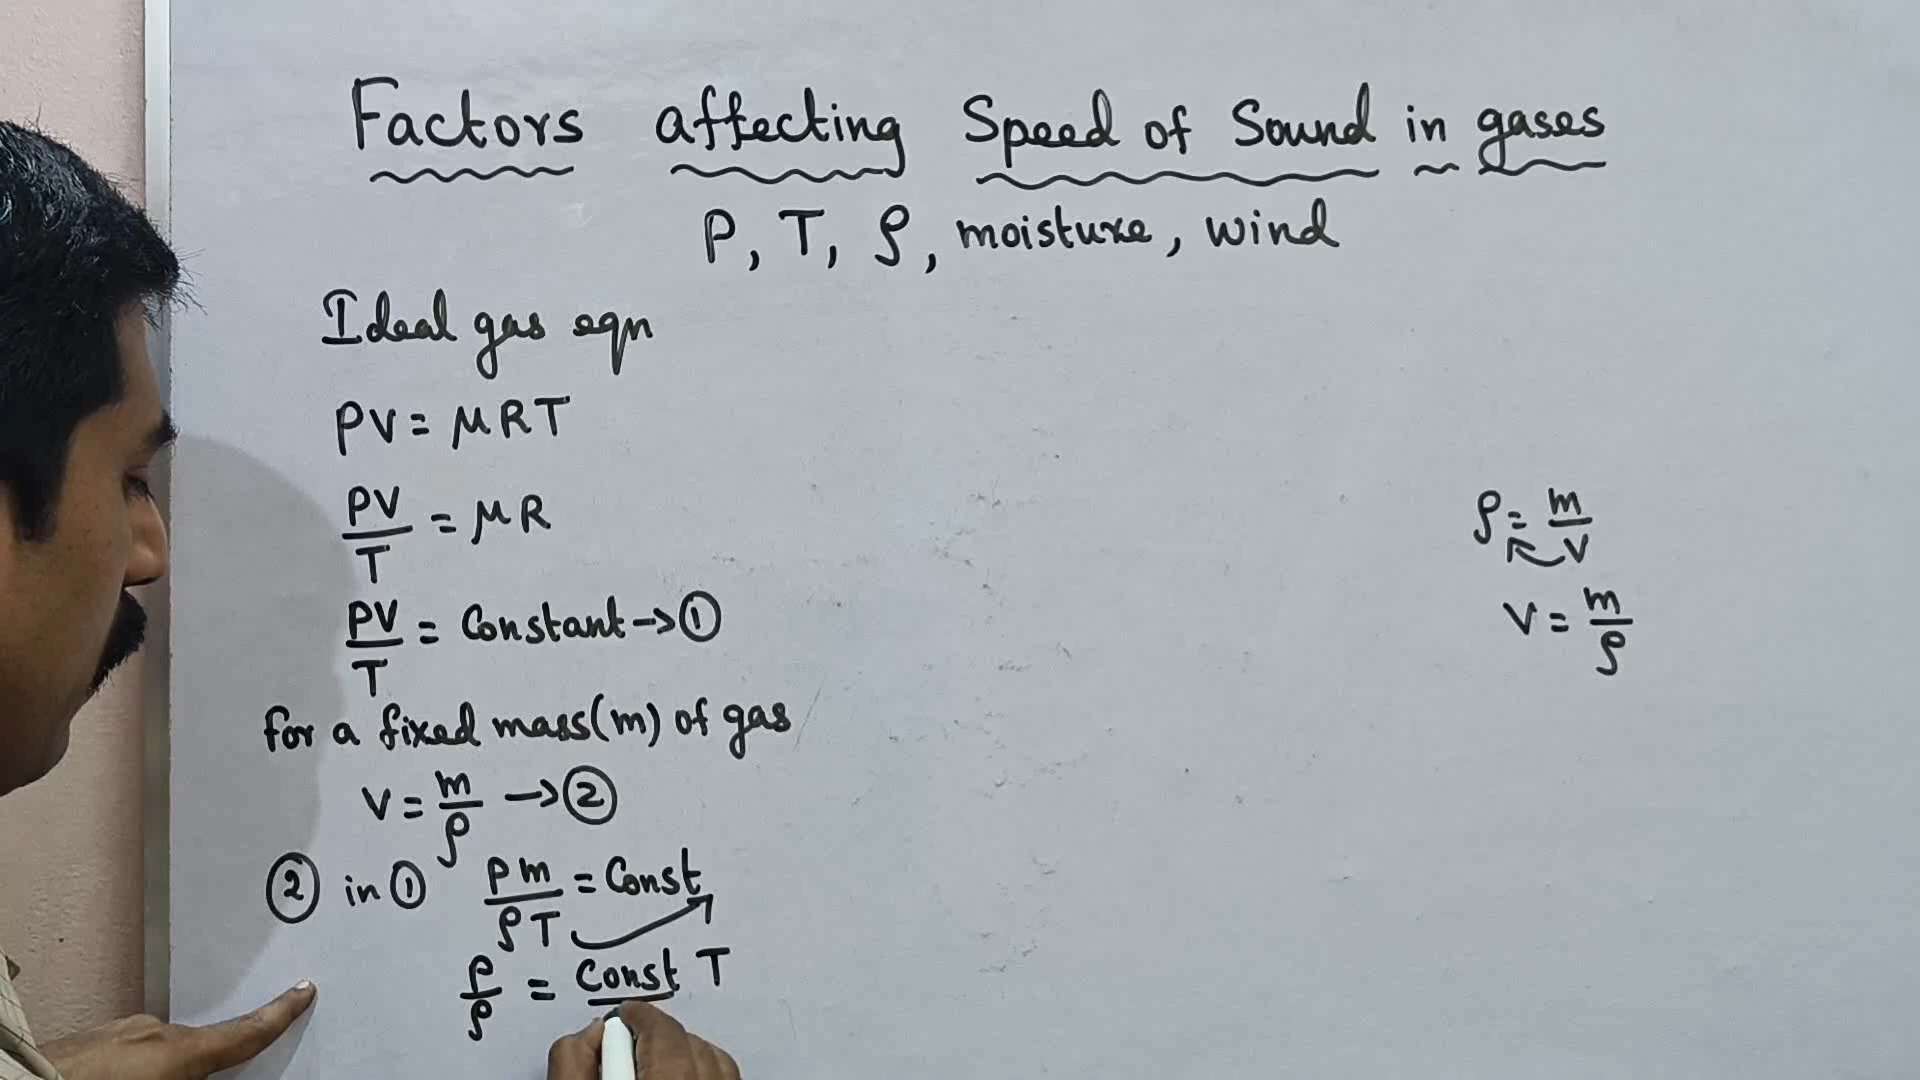 Factors affecting Speed of Sound in gases
P, T, ρ, moisture, wind
Ideal gas eqn
PV = μRT
PV/T = μR
PV/T = Constant → ①
for a fixed mass(m) of gas
V = m/ρ → ②
② in ① Pm/ρT = Const
P/ρ = Const T
ρ = m/V
V = m/ρ